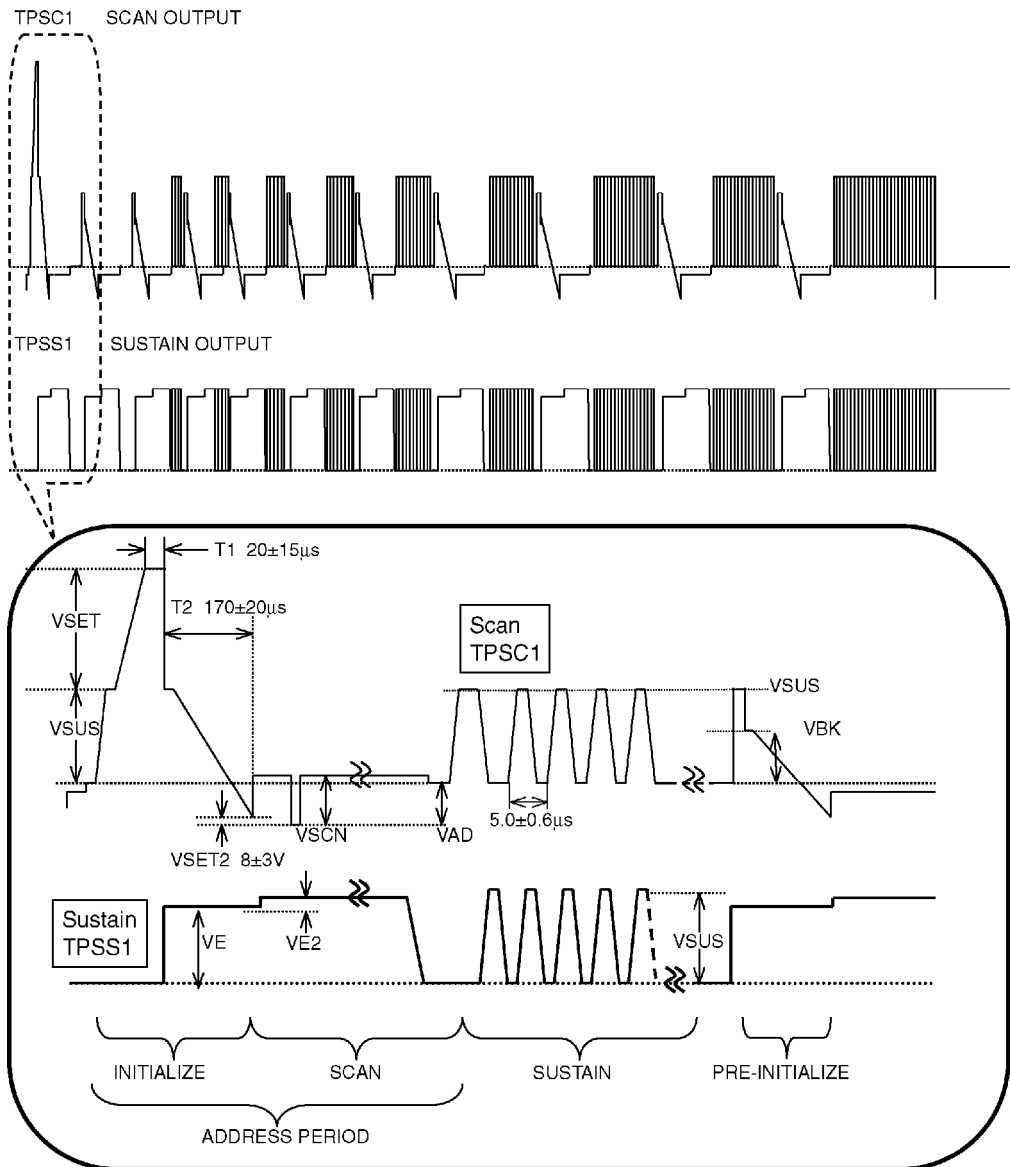 TPSC1 SCAN OUTPUT
TPSS1 SUSTAIN OUTPUT
T1 20±15μs
VSET
T2 170±20μs
Scan
TPSC1
VSUS
VSUS
VBK
5.0±0.6μs
VSCN
VAD
VSET2 8±3V
Sustain
TPSS1
VE
VE2
VSUS
INITIALIZE
SCAN
SUSTAIN
PRE-INITIALIZE
ADDRESS PERIOD